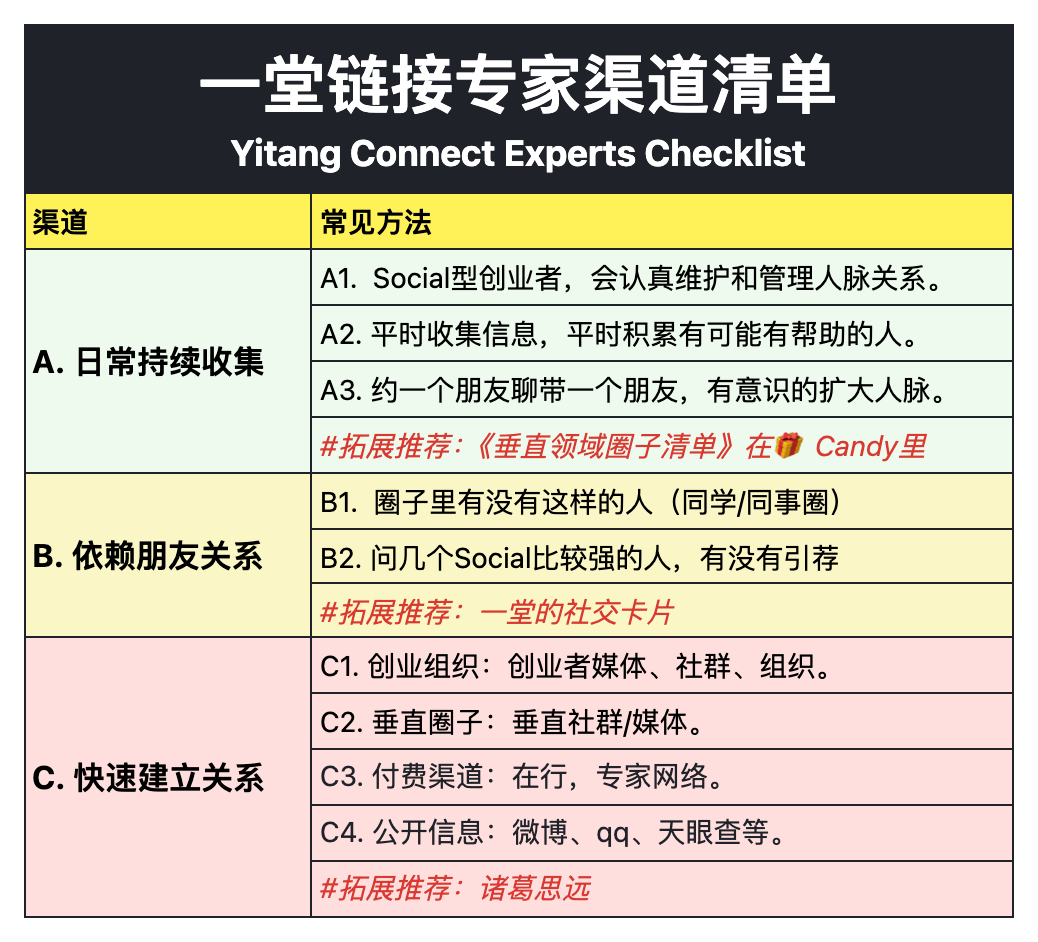 一堂链接专家渠道清单
Yitang Connect Experts Checklist
渠道
常见方法
A. 日常持续收集
A1. Social型创业者，会认真维护和管理人脉关系。
A2. 平时收集信息，平时积累有可能有帮助的人。
A3. 约一个朋友聊带一个朋友，有意识的扩大人脉。
#拓展推荐：《垂直领域圈子清单》在🎁 Candy里
B. 依赖朋友关系
B1. 圈子里有没有这样的人（同学/同事圈）
B2. 问几个Social比较强的人，有没有引荐
#拓展推荐：一堂的社交卡片
C. 快速建立关系
C1. 创业组织：创业者媒体、社群、组织。
C2. 垂直圈子：垂直社群/媒体。
C3. 付费渠道：在行，专家网络。
C4. 公开信息：微博、qq、天眼查等。
#拓展推荐：诸葛思远